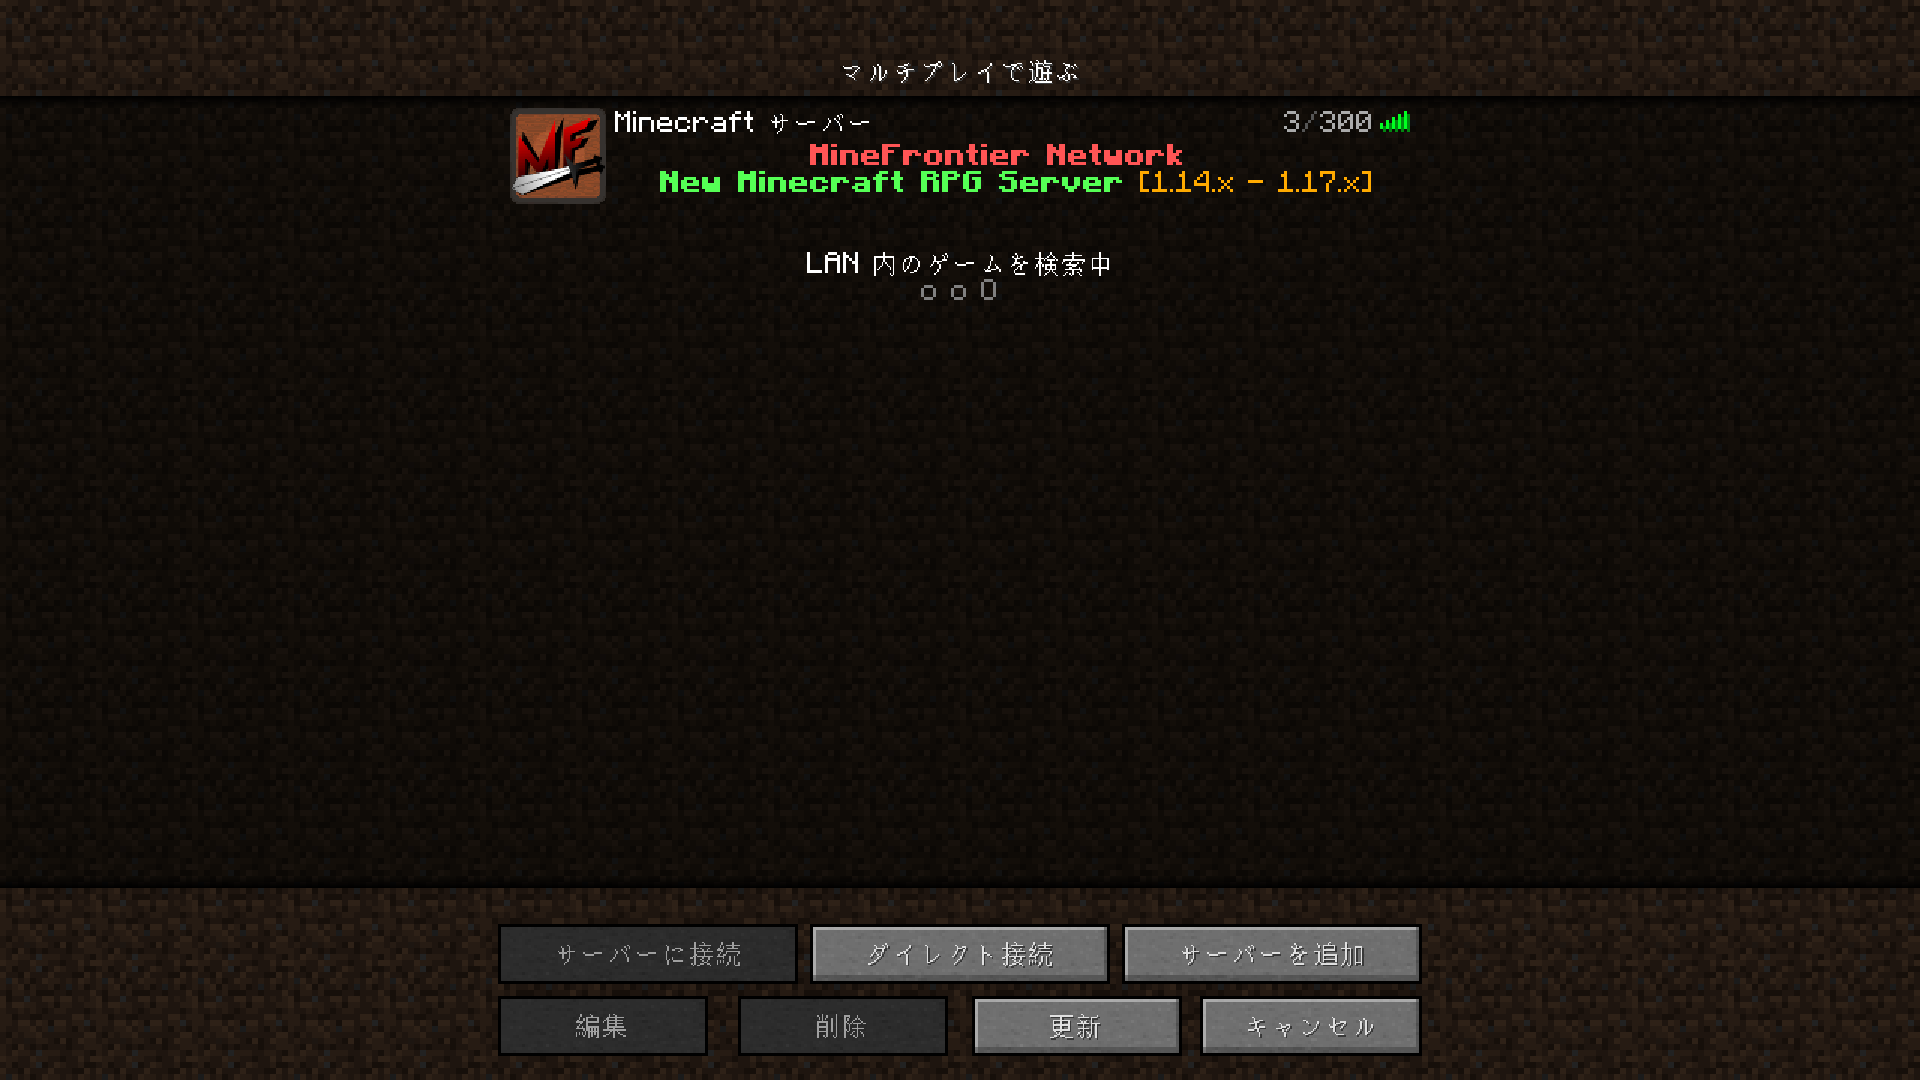 マルチプレイで遊ぶ
MF
Minecraft サーバー 3/300
MineFrontier Network
New Minecraft RPG Server [1.14.x - 1.17.x]
LAN 内のゲームを検索中
o o O
サーバーに接続 ダイレクト接続 サーバーを追加
編集 削除 更新 キャンセル